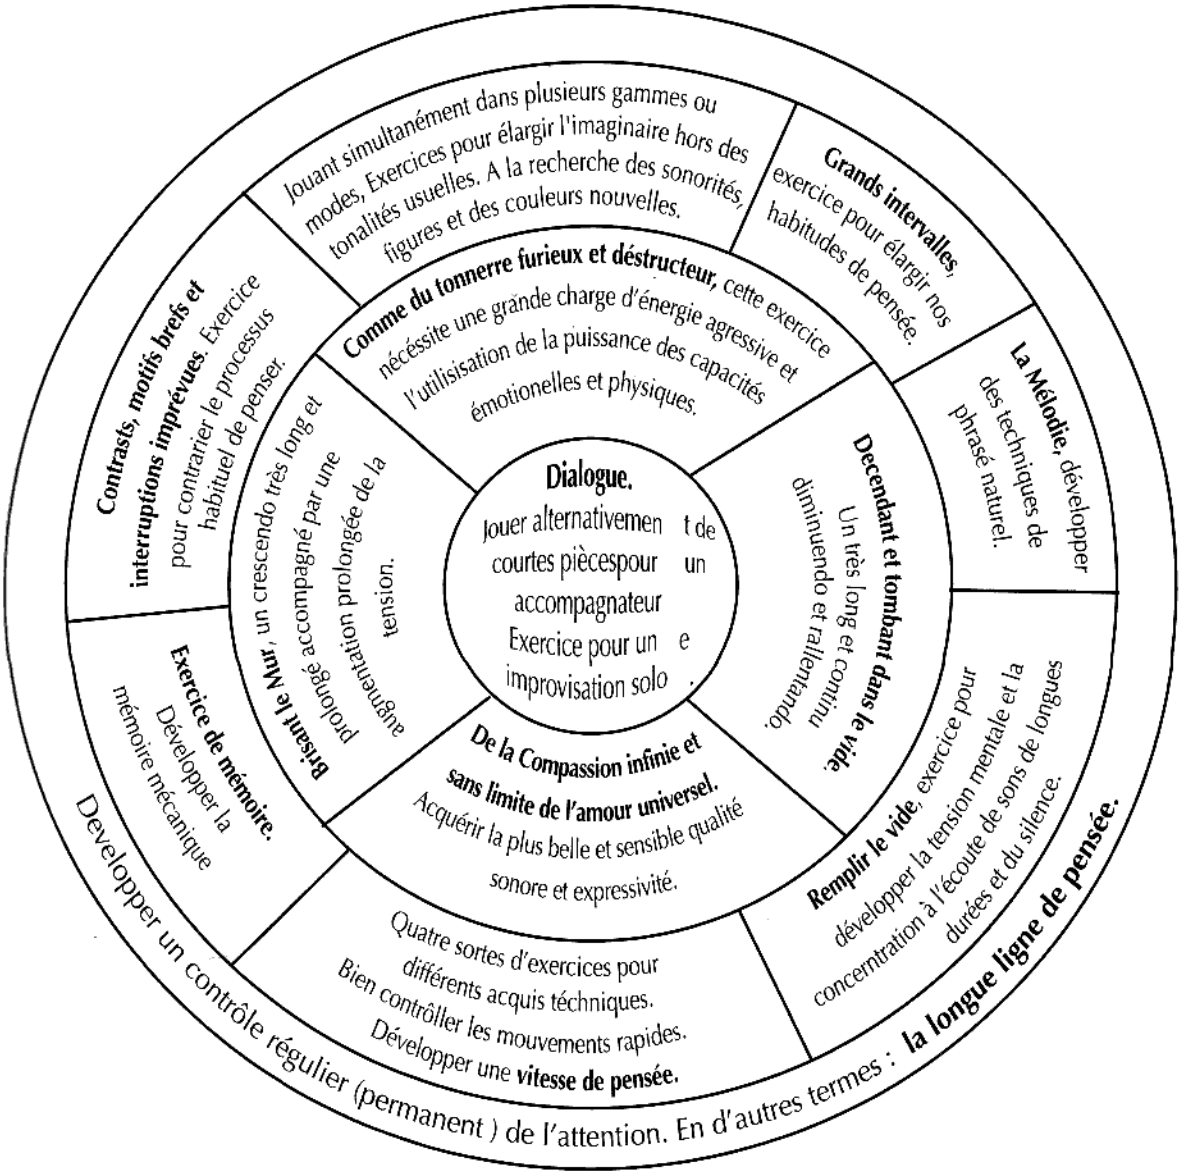 Dialogue.
Jouer alternativemen t de
courtes piècespour un
accompagnateur
Exercice pour un e
improvisation solo .
Comme du tonnerre furieux et déstructeur, cette exercice
nécéssite une grande charge d'énergie agressive et
l'utilisisation de la puissance des capacités
émotionelles et physiques.
Decendant et tombant dans le vide.
Un très long et continu
diminuendo et rallentando.
De la Compassion infinie et
sans limite de l'amour universel.
Acquérir la plus belle et sensible qualité
sonore et expressivité.
Brisant le Mur, un crescendo très long et
prolongé accompagné par une
augmentation prolongée de la
tension.
Jouant simultanément dans plusieurs gammes ou
modes, Exercices pour élargir l'imaginaire hors des
tonalités usuelles. A la recherche des sonorités,
figures et des couleurs nouvelles.
Grands intervalles,
exercice pour élargir nos
habitudes de pensée.
La Mélodie, développer
des techniques de
phrasé naturel.
Remplir le vide, exercice pour
développer la tension mentale et la
concerntration à l'écoute de sons de longues
durées et du silence.
Quatre sortes d'exercices pour
différents acquis téchniques.
Bien contrôller les mouvements rapides.
Développer une vitesse de pensée.
Exercice de mémoire.
Développer la
mémoire mécanique
Contrasts, motifs brefs et
interruptions imprévues. Exercice
pour contrarier le processus
habituel de penser.
Developper un contrôle régulier (permanent ) de l'attention. En d'autres termes : la longue ligne de pensée.